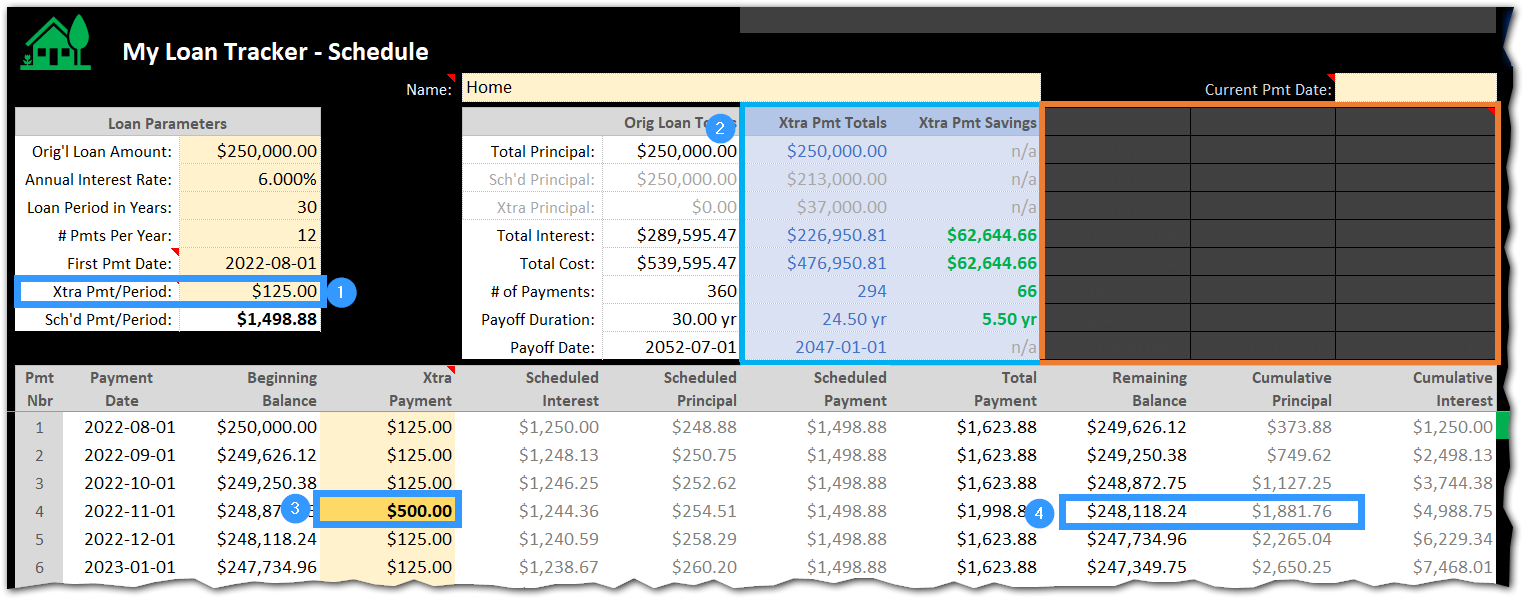 My Loan Tracker - Schedule
Name: Home Current Pmt Date:
Loan Parameters
Orig'l Loan Amount: $250,000.00
Annual Interest Rate: 6.000%
Loan Period in Years: 30
# Pmts Per Year: 12
First Pmt Date: 2022-08-01
Xtra Pmt/Period: $125.00 1
Sch'd Pmt/Period: $1,498.88
Orig Loan 2 Xtra Pmt Totals Xtra Pmt Savings
Total Principal: $250,000.00 $250,000.00 n/a
Sch'd Principal: $250,000.00 $213,000.00 n/a
Xtra Principal: $0.00 $37,000.00 n/a
Total Interest: $289,595.47 $226,950.81 $62,644.66
Total Cost: $539,595.47 $476,950.81 $62,644.66
# of Payments: 360 294 66
Payoff Duration: 30.00 yr 24.50 yr 5.50 yr
Payoff Date: 2052-07-01 2047-01-01 n/a
Pmt Payment Beginning Xtra Scheduled Scheduled Scheduled Total Remaining Cumulative Cumulative
Nbr Date Balance Payment Interest Principal Payment Payment Balance Principal Interest
1 2022-08-01 $250,000.00 $125.00 $1,250.00 $248.88 $1,498.88 $1,623.88 $249,626.12 $373.88 $1,250.00
2 2022-09-01 $249,626.12 $125.00 $1,248.13 $250.75 $1,498.88 $1,623.88 $249,250.38 $749.62 $2,498.13
3 2022-10-01 $249,250.38 $125.00 $1,246.25 $252.62 $1,498.88 $1,623.88 $248,872.75 $1,127.25 $3,744.38
4 2022-11-01 3 $500.00 $1,244.36 $254.51 $1,498.88 4 $248,118.24 $1,881.76 $4,988.75
5 2022-12-01 $248,118.24 $125.00 $1,240.59 $258.29 $1,498.88 $1,623.88 $247,734.96 $2,265.04 $6,229.34
6 2023-01-01 $247,734.96 $125.00 $1,238.67 $260.20 $1,498.88 $1,623.88 $247,349.75 $2,650.25 $7,468.01